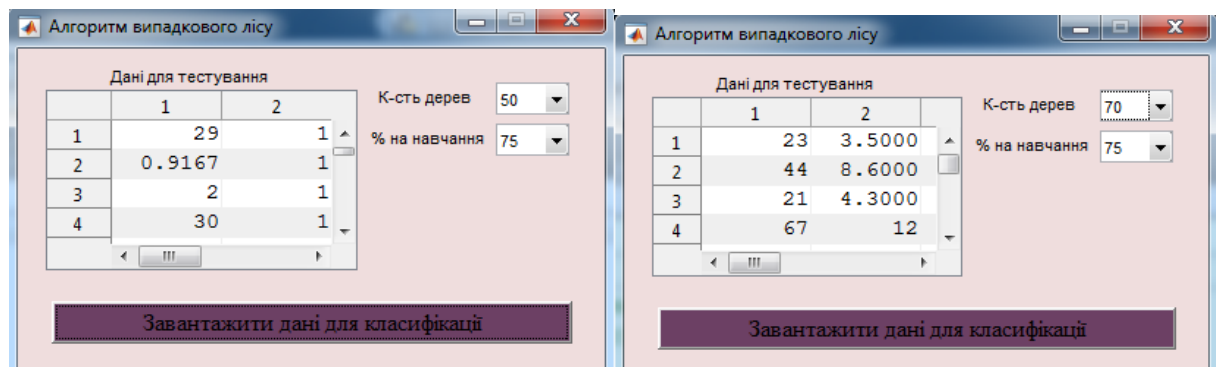 Алгоритм випадкового лісу
Дані для тестування
К-сть дерев 50
% на навчання 75
1 2
1 29 1
2 0.9167 1
3 2 1
4 30 1
Завантажити дані для класифікації
Алгоритм випадкового лісу
Дані для тестування
К-сть дерев 70
% на навчання 75
1 2
1 23 3.5000
2 44 8.6000
3 21 4.3000
4 67 12
Завантажити дані для класифікації